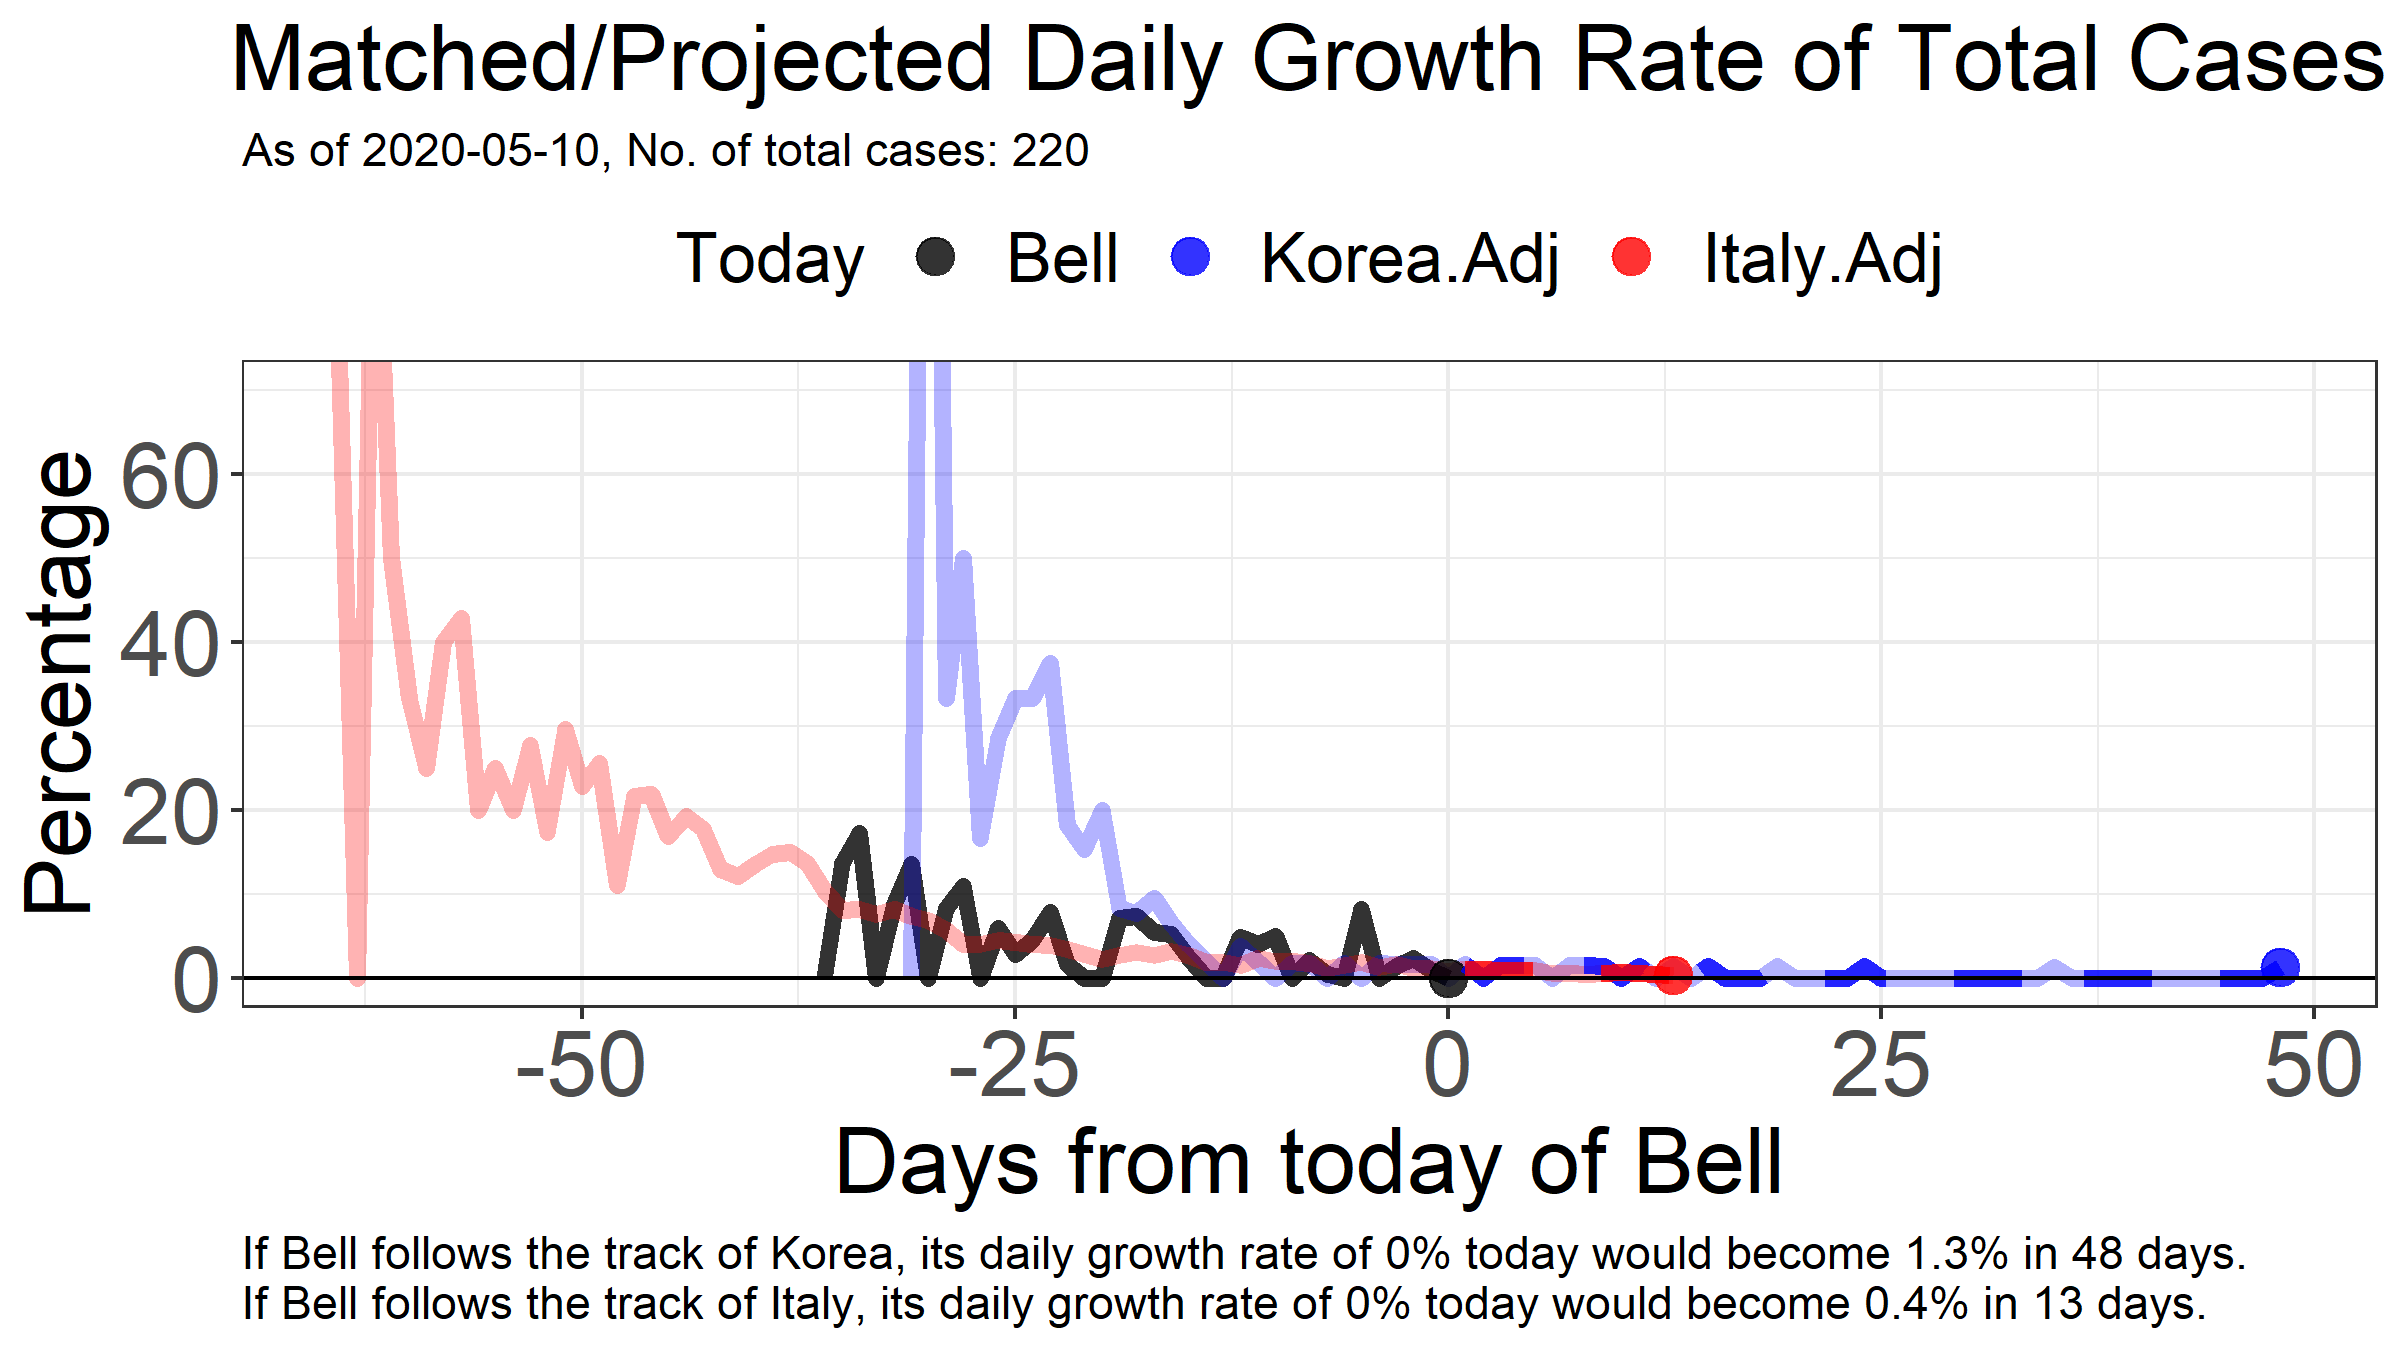 Matched/Projected Daily Growth Rate of Total Cases
As of 2020-05-10, No. of total cases: 220
Today Bell Korea.Adj Italy.Adj
Percentage
60
40
20
0
-50 -25 0 25 50
Days from today of Bell
If Bell follows the track of Korea, its daily growth rate of 0% today would become 1.3% in 48 days.
If Bell follows the track of Italy, its daily growth rate of 0% today would become 0.4% in 13 days.